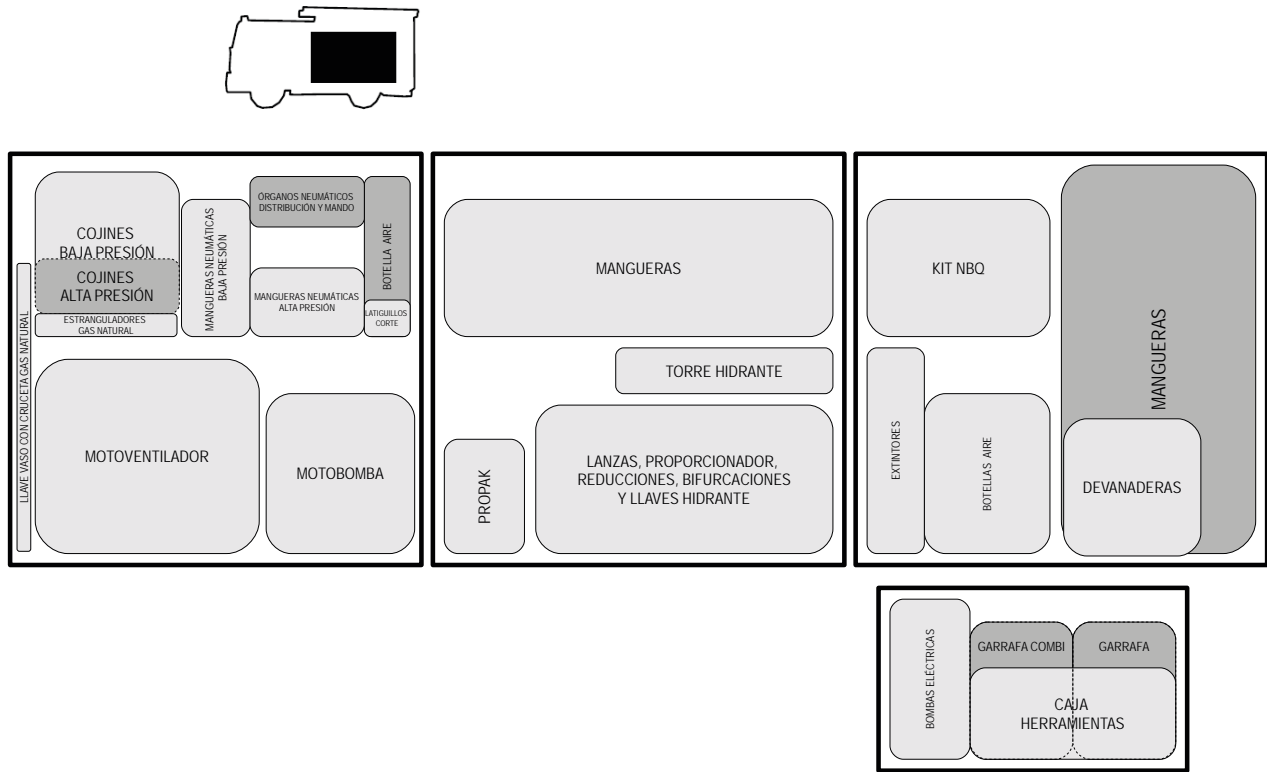 COJINES
BAJA PRESIÓN
COJINES
ALTA PRESIÓN
ESTRANGULADORES
GAS NATURAL
LLAVE VASO CON CRUCETA GAS NATURAL
MANGUERAS NEUMÁTICAS
BAJA PRESIÓN
ÓRGANOS NEUMÁTICOS
DISTRIBUCIÓN Y MANDO
MANGUERAS NEUMÁTICAS
ALTA PRESIÓN
BOTELLA AIRE
LATIGUILLOS
CORTE
MOTOVENTILADOR
MOTOBOMBA
MANGUERAS
TORRE HIDRANTE
PROPAK
LANZAS, PROPORCIONADOR,
REDUCCIONES, BIFURCACIONES
Y LLAVES HIDRANTE
KIT NBQ
MANGUERAS
EXTINTORES
BOTELLAS AIRE
DEVANADERAS
BOMBAS ELÉCTRICAS
GARRAFA COMBI
GARRAFA
CAJA
HERRAMIENTAS